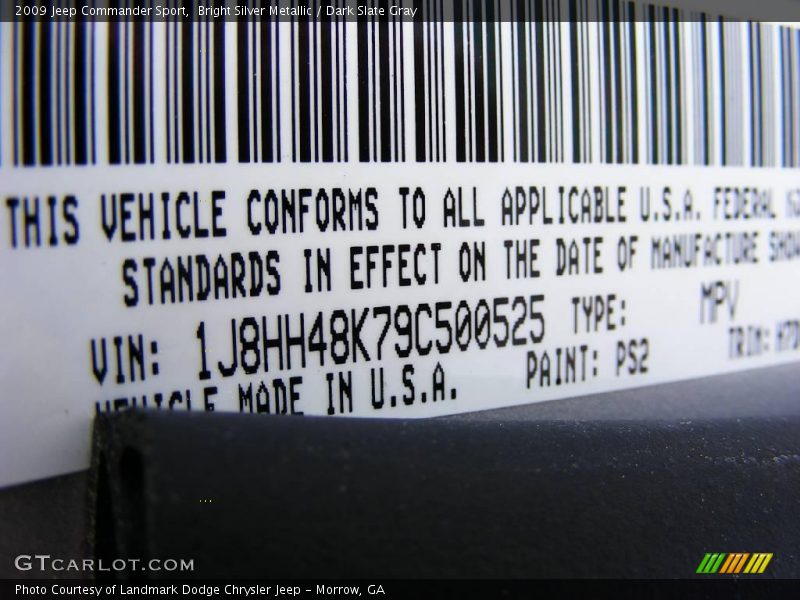 2009 Jeep Commander Sport,  Bright Silver Metallic / Dark Slate Gray
THIS VEHICLE CONFORMS TO ALL APPLICABLE U.S.A. FEDERAL
STANDARDS IN EFFECT ON THE DATE OF MANUFACTURE
VIN: 1J8HH48K79C500525 TYPE: MPV
VEHICLE MADE IN U.S.A. PAINT: PS2 TRIM:
GTCARLOT.COM
Photo Courtesy of Landmark Dodge Chrysler Jeep – Morrow, GA